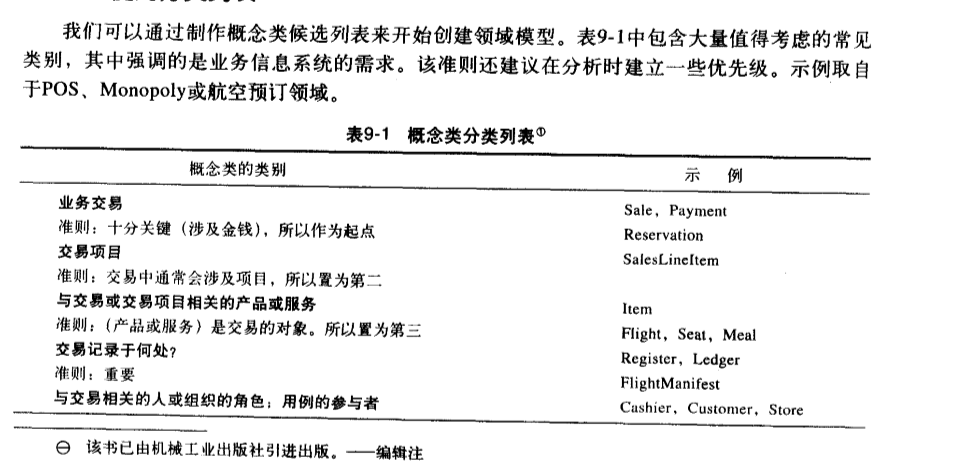 我们可以通过制作概念类候选列表来开始创建领域模型。表9-1中包含大量值得考虑的常见
类别，其中强调的是业务信息系统的需求。该准则还建议在分析时建立一些优先级。示例取自
于POS、Monopoly或航空预订领域。
表9-1 概念类分类列表①
概念类的类别 示 例
业务交易 Sale, Payment
准则：十分关键（涉及金钱），所以作为起点 Reservation
交易项目 SalesLineItem
准则：交易中通常会涉及项目，所以置为第二
与交易或交易项目相关的产品或服务 Item
准则：（产品或服务）是交易的对象。所以置为第三 Flight, Seat, Meal
交易记录于何处？ Register, Ledger
准则：重要 FlightManifest
与交易相关的人或组织的角色；用例的参与者 Cashier, Customer, Store
㊀ 该书已由机械工业出版社引进出版。——编辑注